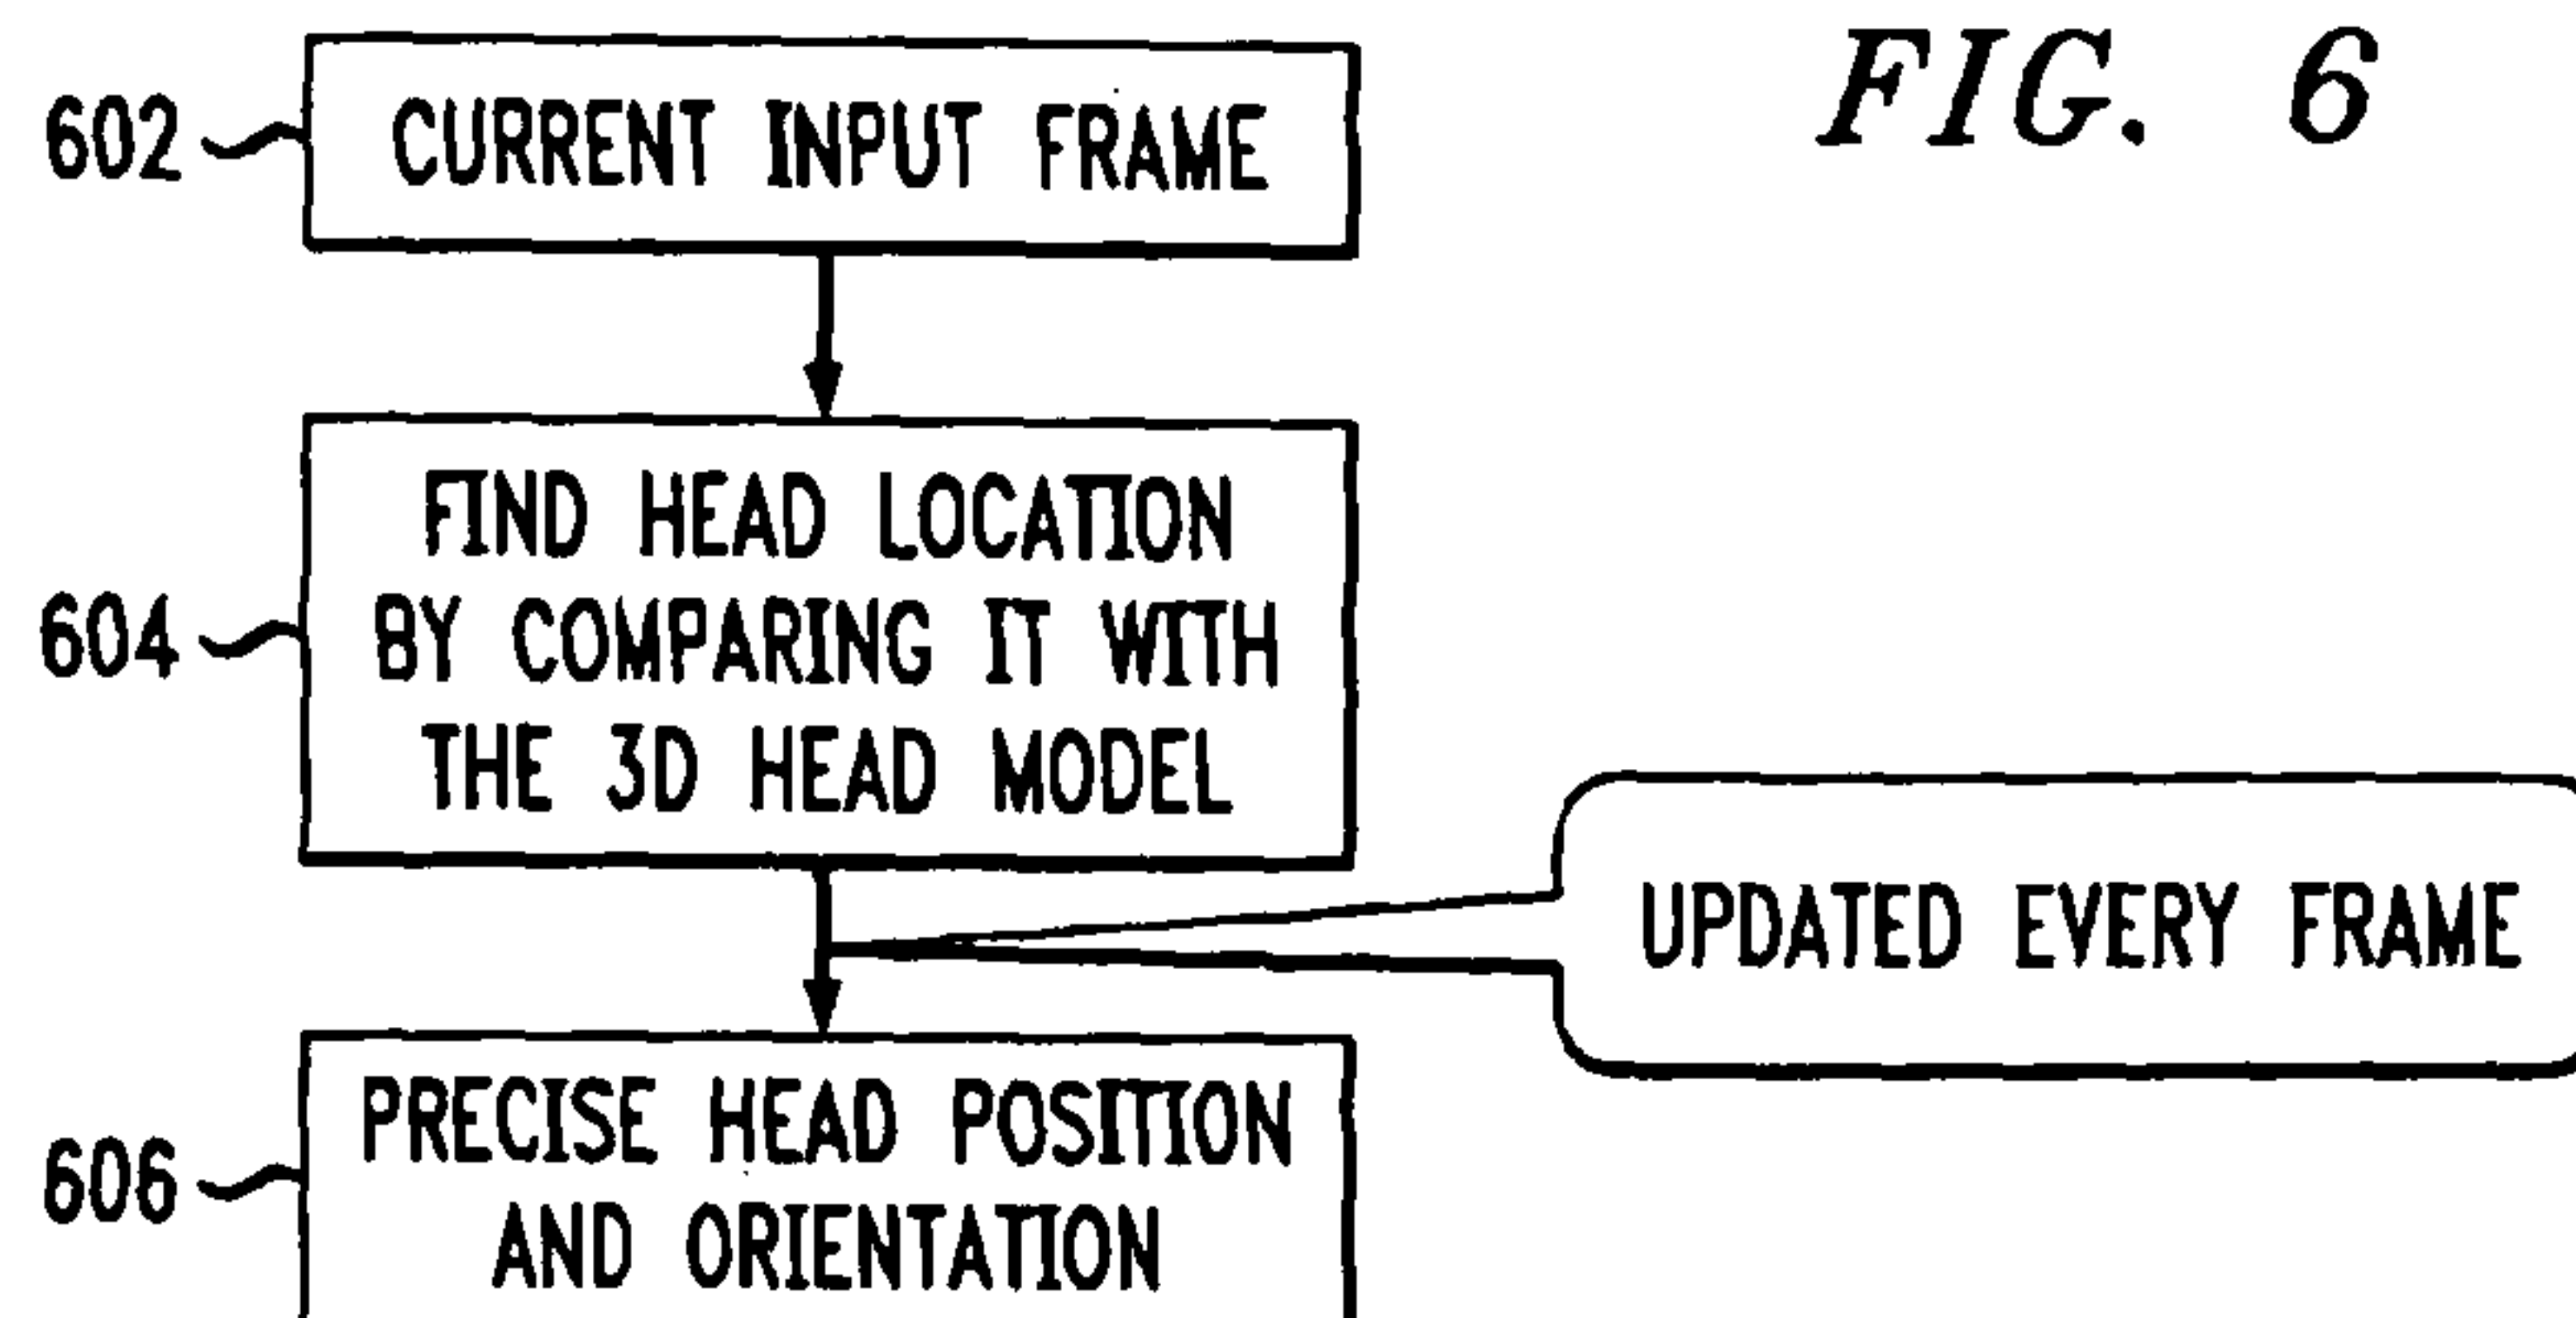 FIG. 6
602
CURRENT INPUT FRAME
604
FIND HEAD LOCATION
BY COMPARING IT WITH
THE 3D HEAD MODEL
UPDATED EVERY FRAME
606
PRECISE HEAD POSITION
AND ORIENTATION